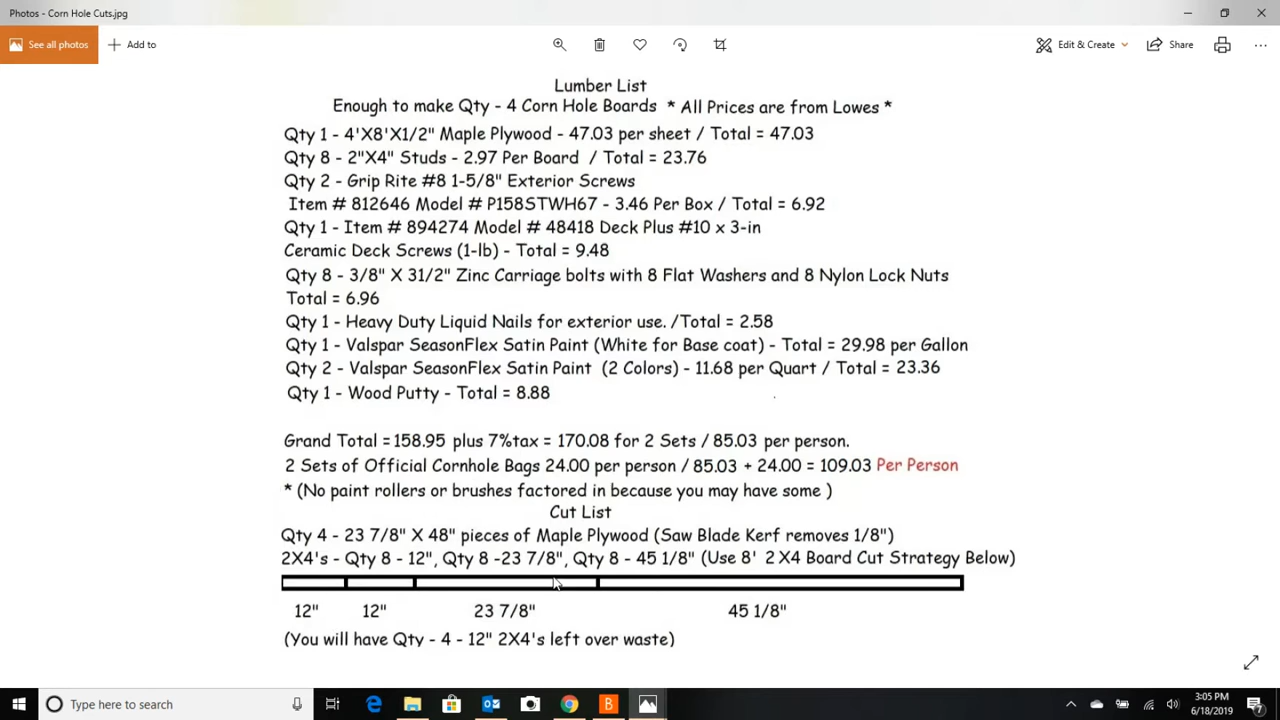 Photos - Corn Hole Cuts.jpg
See all photos
Add to
Edit & Create
Share
Lumber List
Enough to make Qty - 4 Corn Hole Boards * All Prices are from Lowes *
Qty 1 - 4'X8'X1/2" Maple Plywood - 47.03 per sheet / Total = 47.03
Qty 8 - 2"X4" Studs - 2.97 Per Board / Total = 23.76
Qty 2 - Grip Rite #8 1-5/8" Exterior Screws
Item # 812646 Model # P158STWH67 - 3.46 Per Box / Total = 6.92
Qty 1 - Item # 894274 Model # 48418 Deck Plus #10 x 3-in
Ceramic Deck Screws (1-lb) - Total = 9.48
Qty 8 - 3/8" X 31/2" Zinc Carriage bolts with 8 Flat Washers and 8 Nylon Lock Nuts
Total = 6.96
Qty 1 - Heavy Duty Liquid Nails for exterior use. /Total = 2.58
Qty 1 - Valspar SeasonFlex Satin Paint (White for Base coat) - Total = 29.98 per Gallon
Qty 2 - Valspar SeasonFlex Satin Paint (2 Colors) - 11.68 per Quart / Total = 23.36
Qty 1 - Wood Putty - Total = 8.88
Grand Total = 158.95 plus 7%tax = 170.08 for 2 Sets / 85.03 per person.
2 Sets of Official Cornhole Bags 24.00 per person / 85.03 + 24.00 = 109.03 Per Person
* (No paint rollers or brushes factored in because you may have some )
Cut List
Qty 4 - 23 7/8" X 48" pieces of Maple Plywood (Saw Blade Kerf removes 1/8")
2X4's - Qty 8 - 12", Qty 8 -23 7/8", Qty 8 - 45 1/8" (Use 8' 2 X4 Board Cut Strategy Below)
12" 12" 23 7/8" 45 1/8"
(You will have Qty - 4 - 12" 2X4's left over waste)
Type here to search
3:05 PM
6/18/2019